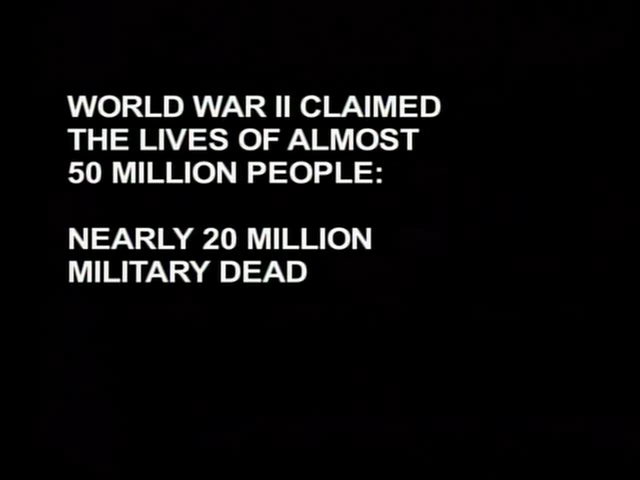 WORLD WAR II CLAIMED
THE LIVES OF ALMOST
50 MILLION PEOPLE:
NEARLY 20 MILLION
MILITARY DEAD